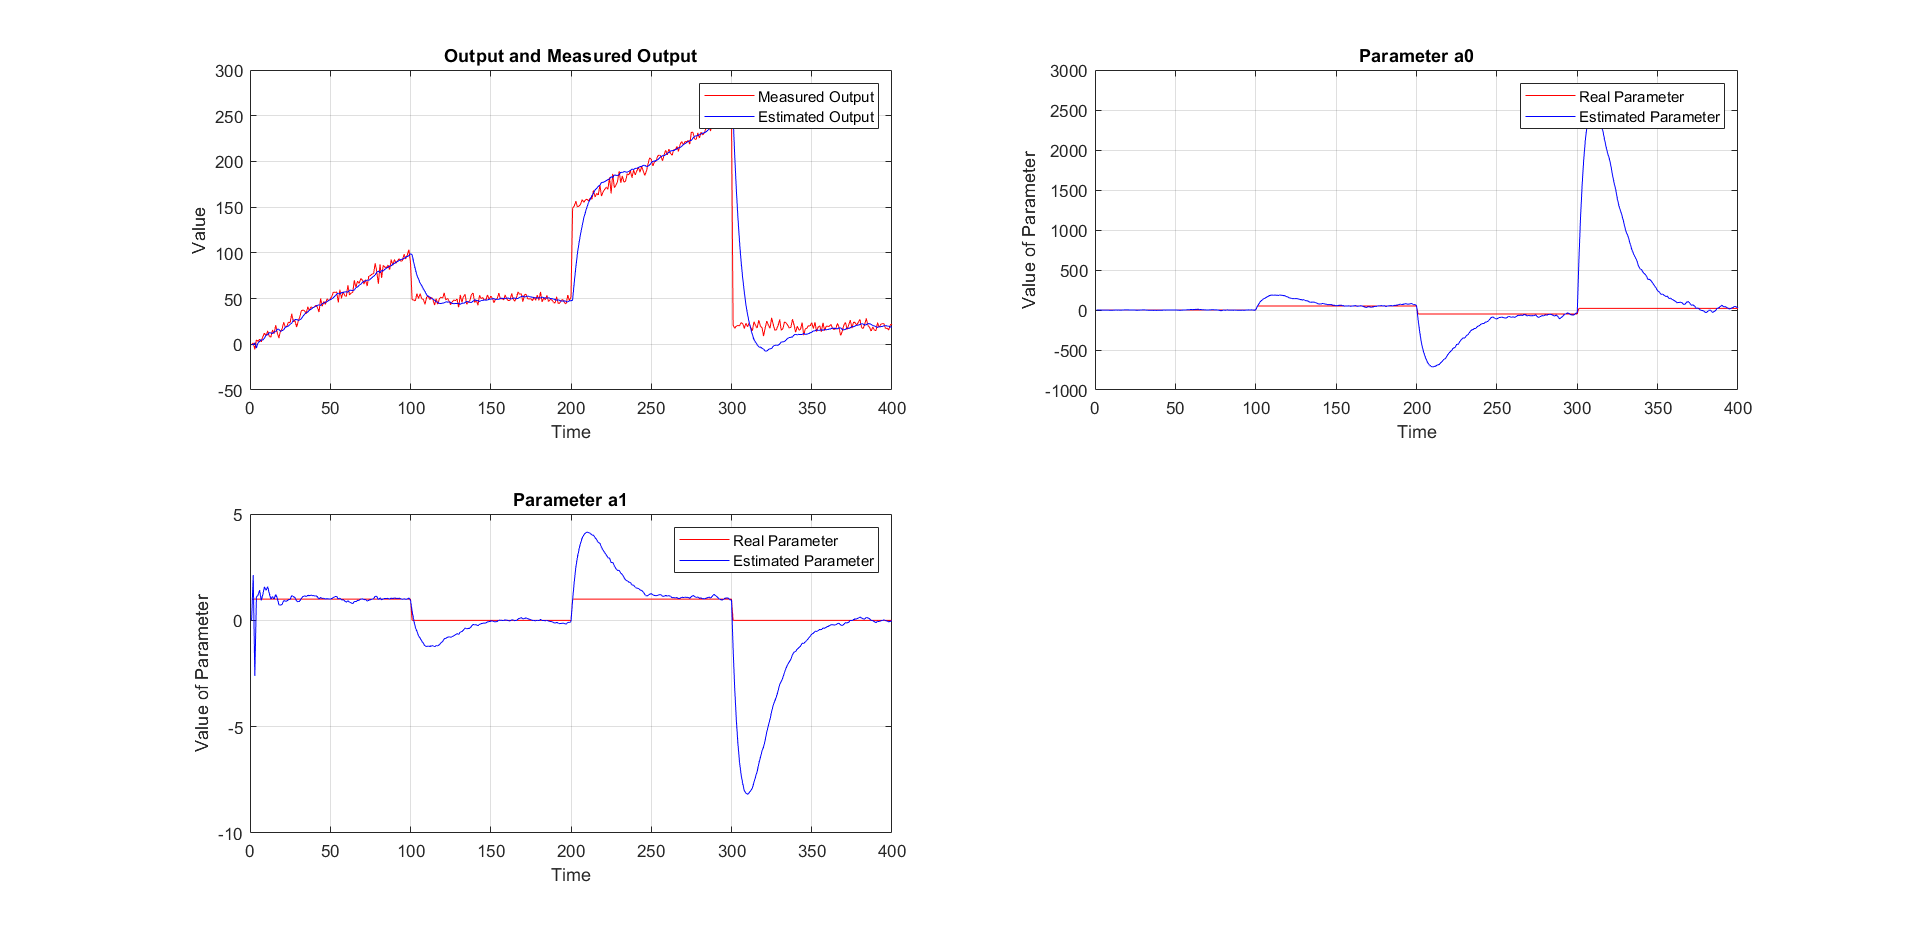 Output and Measured Output
300
250
200
150
100
50
0
-50
Value
Measured Output
Estimated Output
0 50 100 150 200 250 300 350 400
Time
Parameter a0
3000
2500
2000
1500
1000
500
0
-500
-1000
Value of Parameter
Real Parameter
Estimated Parameter
0 50 100 150 200 250 300 350 400
Time
Parameter a1
5
0
-5
-10
Value of Parameter
Real Parameter
Estimated Parameter
0 50 100 150 200 250 300 350 400
Time